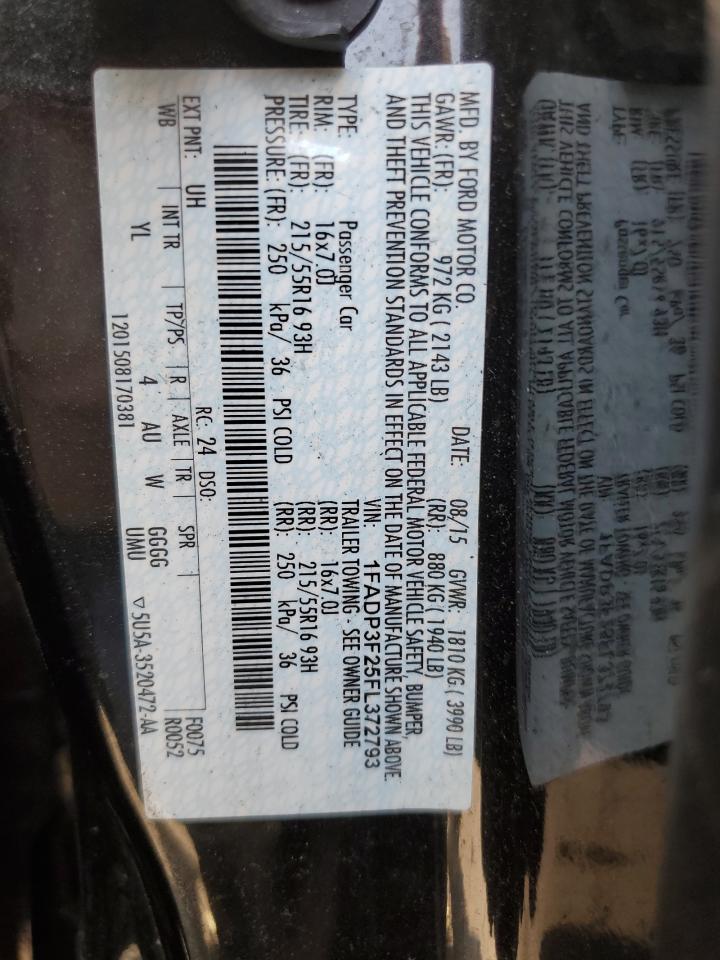 MFD. BY FORD MOTOR CO. DATE: 08/15 GVWR: 1810 KG ( 3990 LB)
GAWR: (FR): 972 KG ( 2143 LB) (RR): 880 KG ( 1940 LB)
THIS VEHICLE CONFORMS TO ALL APPLICABLE FEDERAL MOTOR VEHICLE SAFETY, BUMPER,
AND THEFT PREVENTION STANDARDS IN EFFECT ON THE DATE OF MANUFACTURE SHOWN ABOVE.
VIN: 1FADP3F25FL372793
TYPE: Passenger Car TRAILER TOWING - SEE OWNER GUIDE
RIM: (FR): 16x7.0J (RR): 16x7.0J
TIRE: (FR): 215/55R16 93H (RR): 215/55R16 93H
PRESSURE: (FR): 250 kPa/ 36 PSI COLD (RR): 250 kPa/ 36 PSI COLD
RC: 24 DSO: F0075
EXT PNT: UH R0052
WB INT TR TP/PS R AXLE TR SPR
YL 4 AU W GGGG
UMU
1201508170381 ▽5U5A-3520472-AA